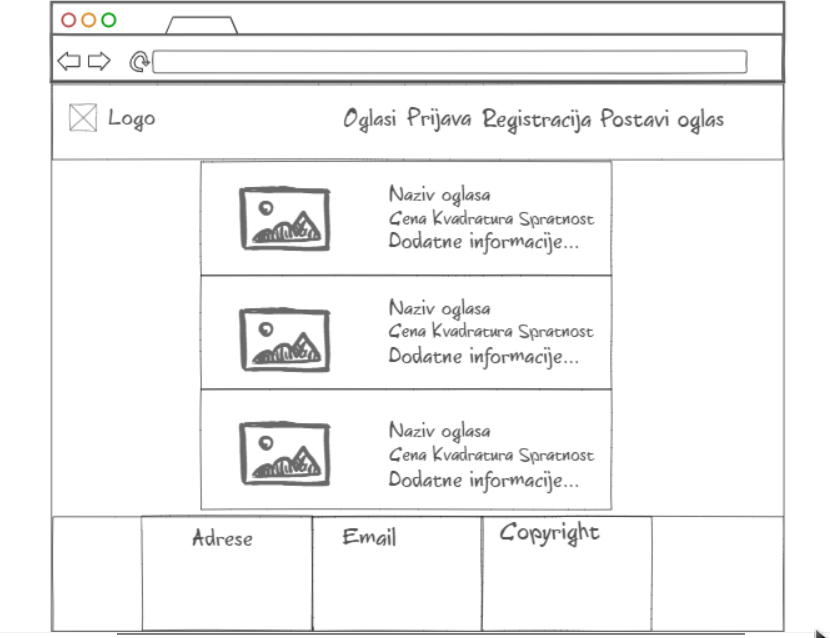 Logo
Oglasi Prijava Registracija Postavi oglas
Naziv oglasa
Cena Kvadratura Spratnost
Dodatne informacije...
Naziv oglasa
Cena Kvadratura Spratnost
Dodatne informacije...
Naziv oglasa
Cena Kvadratura Spratnost
Dodatne informacije...
Adrese
Email
Copyright